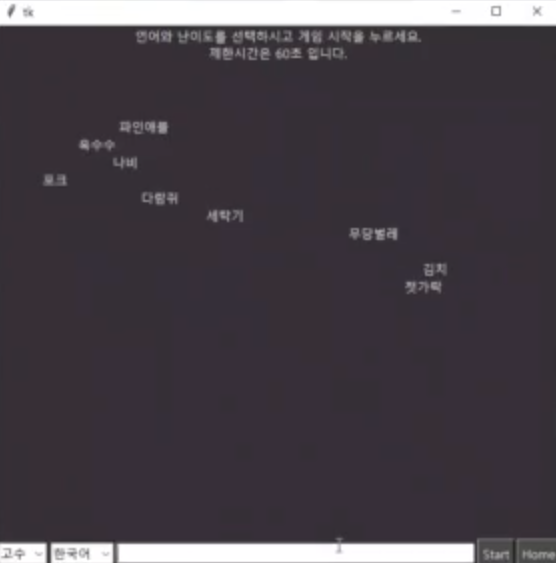 tk
언어와 난이도를 선택하시고 게임 시작을 누르세요.
제한시간은 60초 입니다.
파인애플
옥수수
나비
포크
다람쥐
세탁기
무당벌레
김치
젓가락
고수 한국어 Start Home